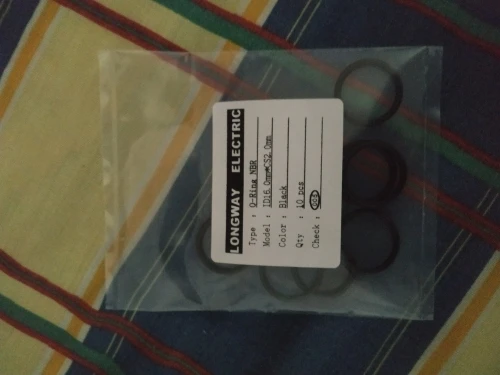 LONGWAY ELECTRIC
Type : O-Ring NBR
Model : ID16.0mm*CS2.0mm
Color : Black
Qty : 10 pcs
Check :